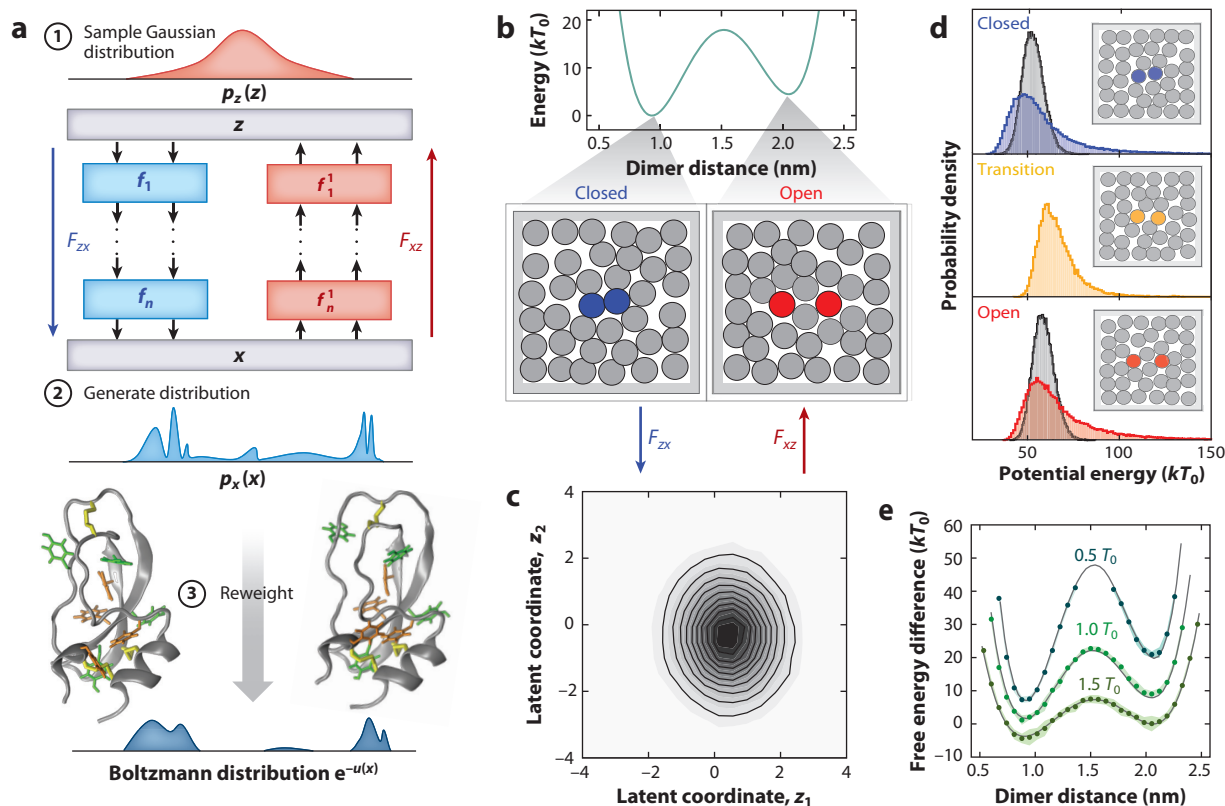 a
1 Sample Gaussian
distribution
p_z(z)
z
f_1
f_1^1
F_zx
F_xz
f_n
f_n^1
x
2 Generate distribution
p_x(x)
3 Reweight
Boltzmann distribution e^–u(x)
b
Energy (kT_0)
20
10
0
0.5
1.0
1.5
2.0
2.5
Dimer distance (nm)
Closed
Open
F_zx
F_xz
c
Latent coordinate, z_2
4
2
0
–2
–4
–4
–2
0
2
4
Latent coordinate, z_1
d
Probability density
Closed
Transition
Open
50
100
150
Potential energy (kT_0)
e
Free energy difference (kT_0)
60
50
40
30
20
10
0
–10
0.5 T_0
1.0 T_0
1.5 T_0
0.5
1.0
1.5
2.0
2.5
Dimer distance (nm)